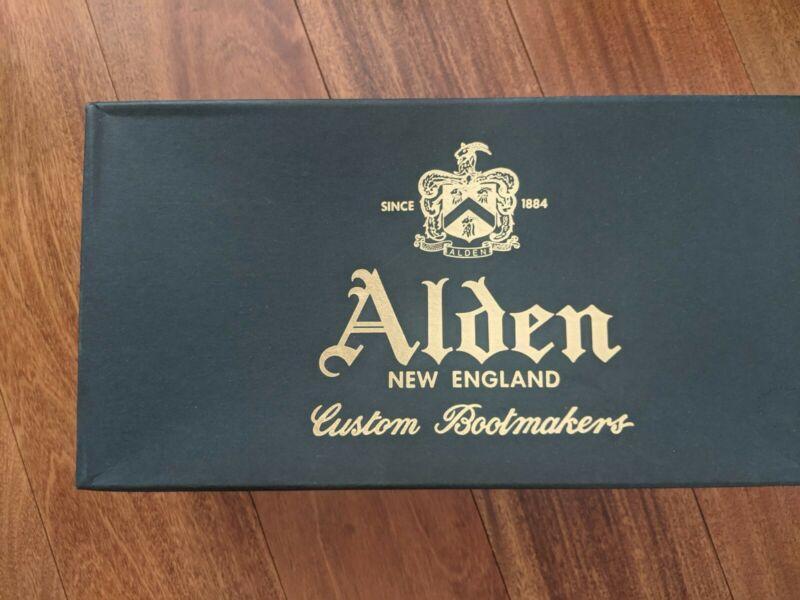 SINCE 1884
ALDEN
Alden
NEW ENGLAND
Custom Bootmakers